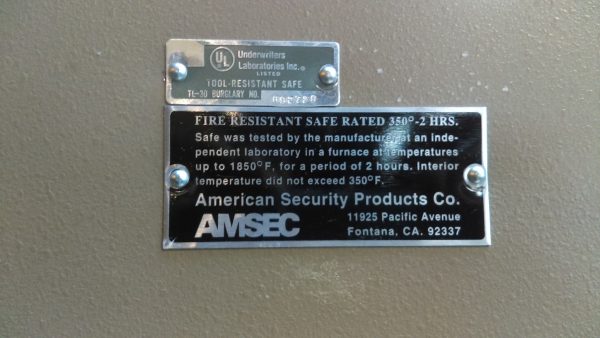 UL
Underwriters
Laboratories Inc.®
LISTED
TOOL-RESISTANT SAFE
TL-30 BURGLARY NO.
FIRE RESISTANT SAFE RATED 350°-2 HRS.
Safe was tested by the manufacturer at an inde-
pendent laboratory in a furnace at temperatures
up to 1850°F, for a period of 2 hours. Interior
temperature did not exceed 350°F.
American Security Products Co.
AMSEC
11925 Pacific Avenue
Fontana, CA. 92337